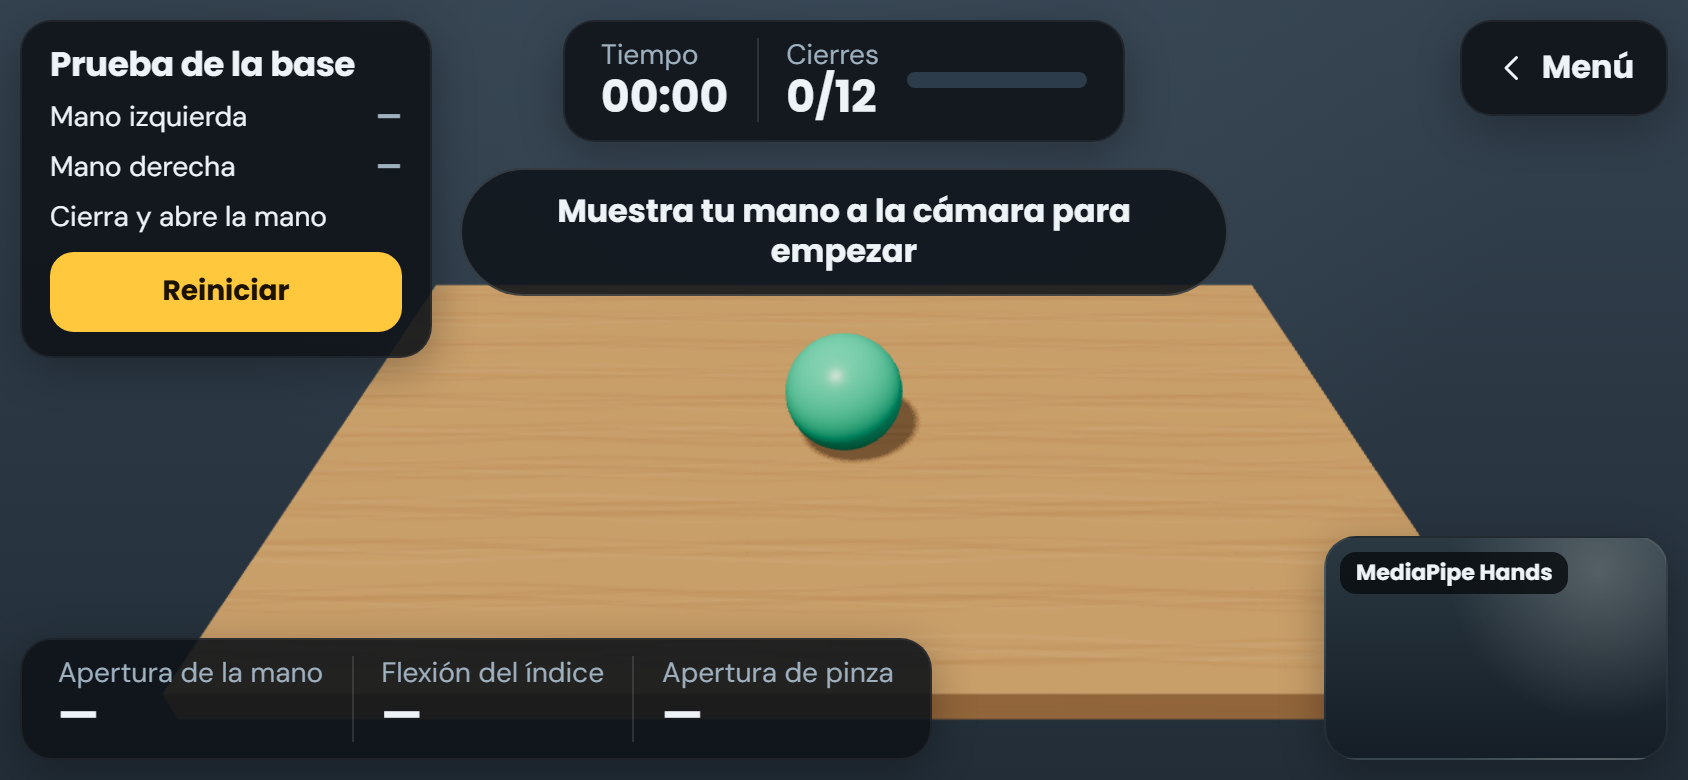 Prueba de la base
Mano izquierda —
Mano derecha —
Cierra y abre la mano
Reiniciar
Tiempo
00:00
Cierres
0/12
Menú
Muestra tu mano a la cámara para
empezar
MediaPipe Hands
Apertura de la mano
—
Flexión del índice
—
Apertura de pinza
—